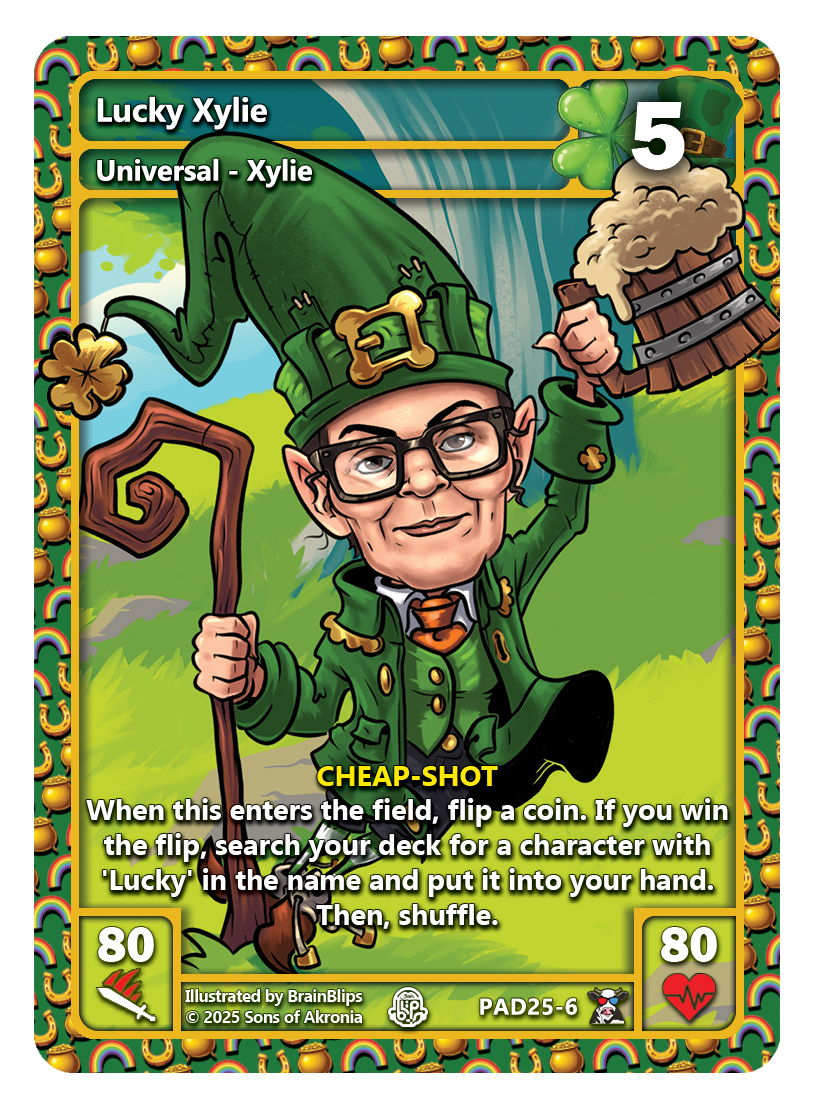 Lucky Xylie
5
Universal - Xylie
CHEAP-SHOT
When this enters the field, flip a coin. If you win
the flip, search your deck for a character with
'Lucky' in the name and put it into your hand.
Then, shuffle.
80
80
Illustrated by BrainBlips
© 2025 Sons of Akronia
blip
PAD25-6